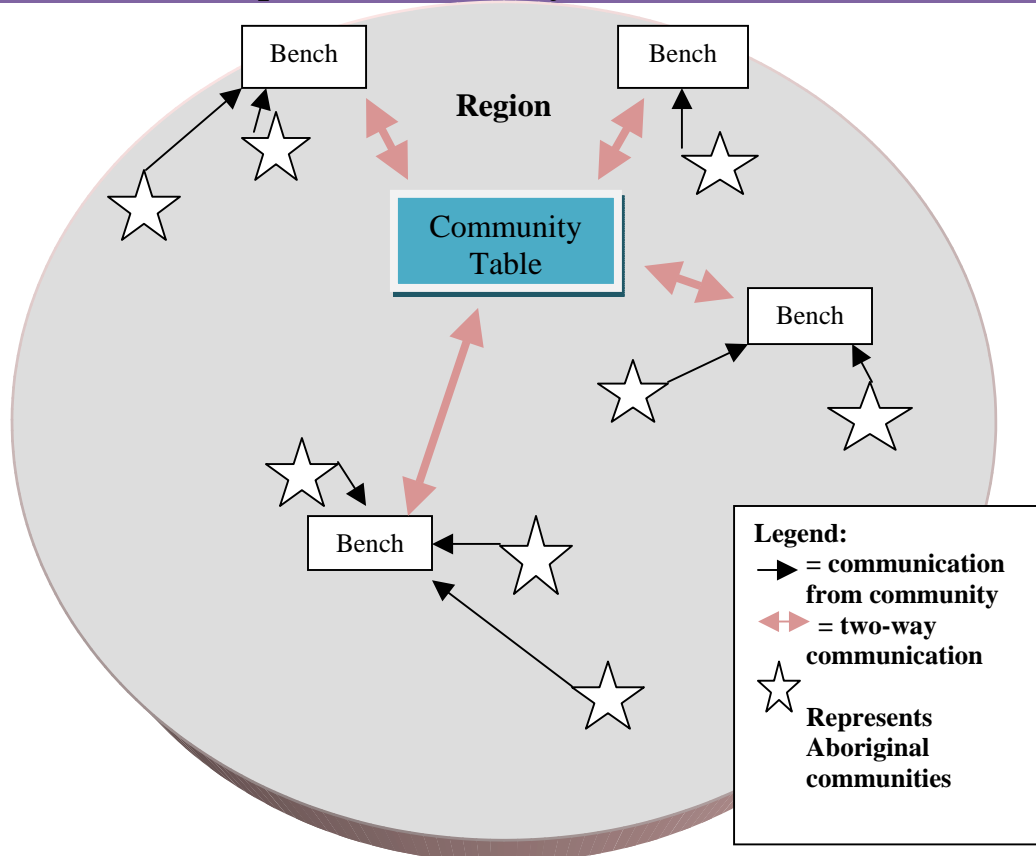 Bench
Bench
Region
Community
Table
Bench
Bench
Legend:
= communication
from community
= two-way
communication
Represents
Aboriginal
communities